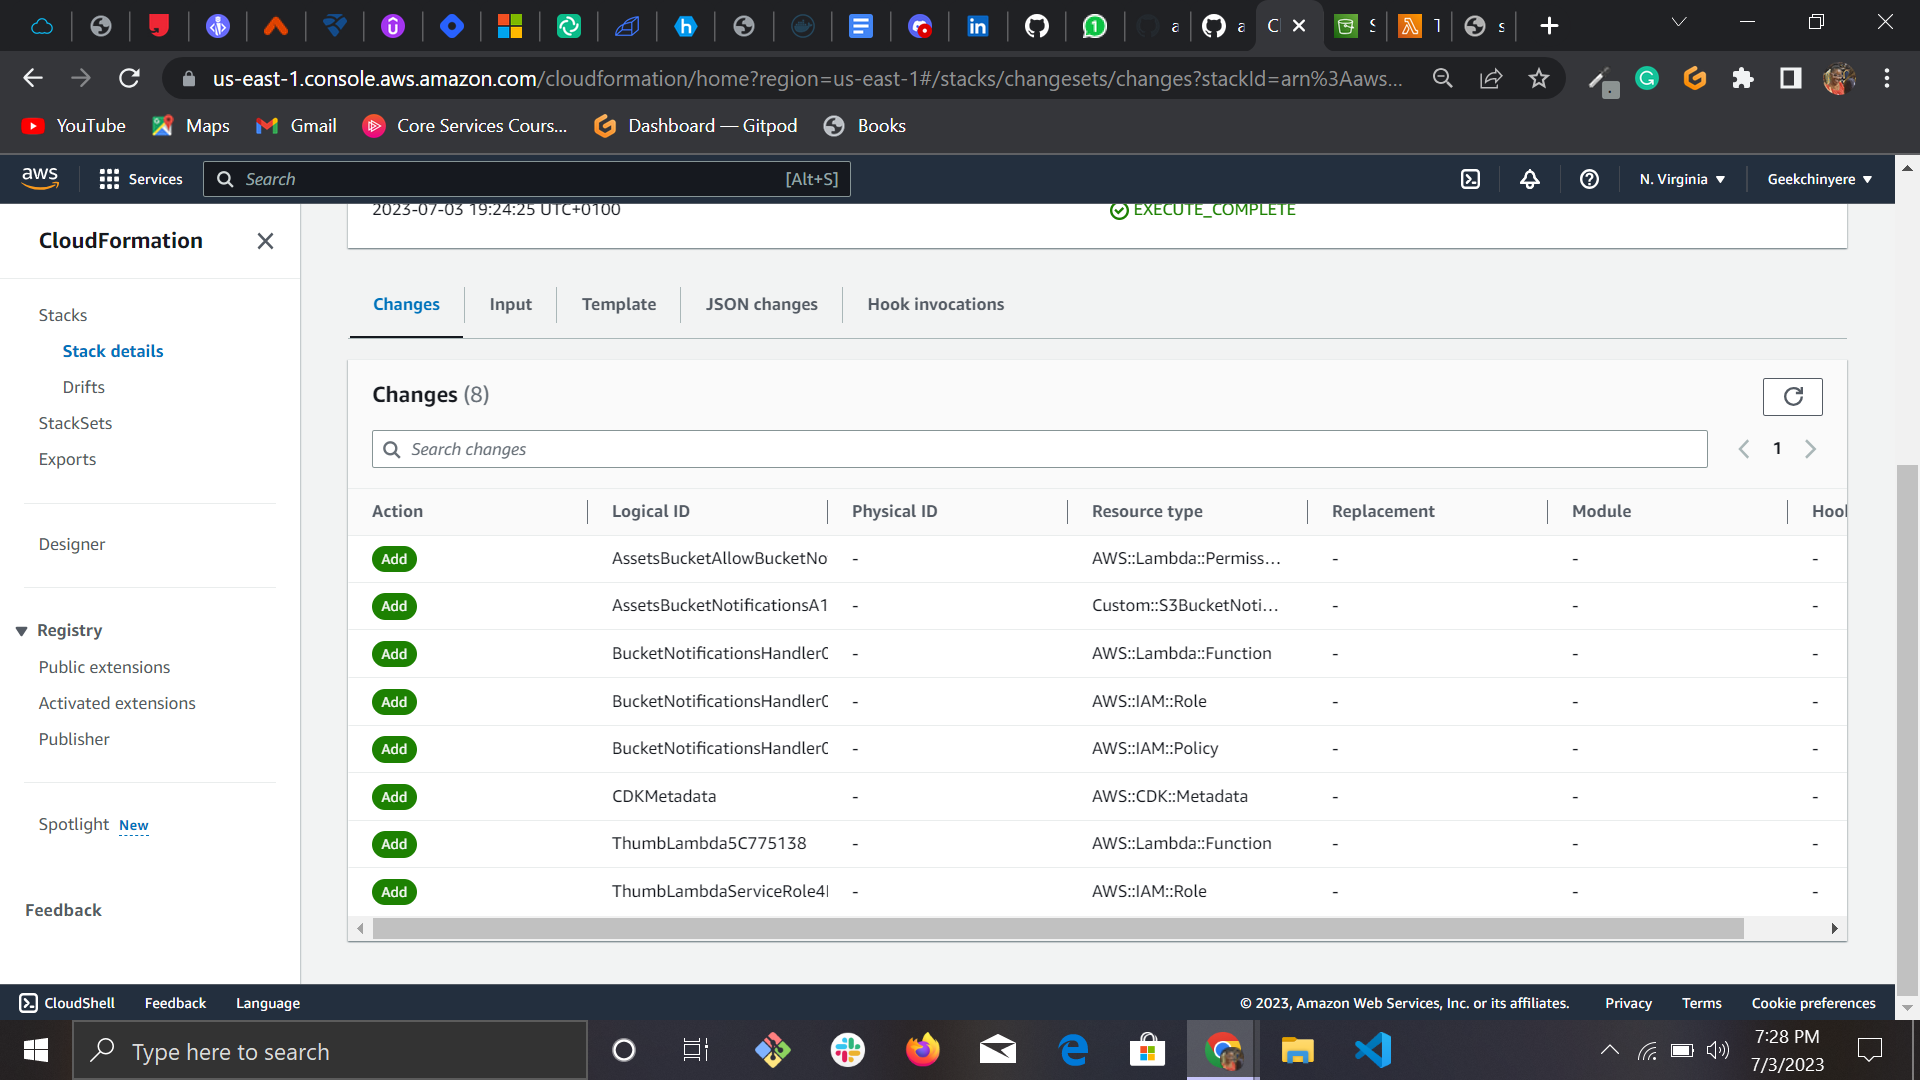 a
a
Cl
S
T
s
us-east-1.console.aws.amazon.com/cloudformation/home?region=us-east-1#/stacks/changesets/changes?stackId=arn%3Aaws...
YouTube Maps Gmail Core Services Cours... Dashboard — Gitpod Books
aws Services Search [Alt+S] N. Virginia Geekchinyere
2023-07-03 19:24:25 UTC+0100 EXECUTE_COMPLETE
CloudFormation
Stacks
Stack details
Drifts
StackSets
Exports
Designer
Registry
Public extensions
Activated extensions
Publisher
Spotlight New
Feedback
Changes Input Template JSON changes Hook invocations
Changes (8)
Search changes 1
Action Logical ID Physical ID Resource type Replacement Module Hool
Add AssetsBucketAllowBucketNo - AWS::Lambda::Permiss... - - -
Add AssetsBucketNotificationsA1 - Custom::S3BucketNoti... - - -
Add BucketNotificationsHandler0 - AWS::Lambda::Function - - -
Add BucketNotificationsHandler0 - AWS::IAM::Role - - -
Add BucketNotificationsHandler0 - AWS::IAM::Policy - - -
Add CDKMetadata - AWS::CDK::Metadata - - -
Add ThumbLambda5C775138 - AWS::Lambda::Function - - -
Add ThumbLambdaServiceRole4 - AWS::IAM::Role - - -
CloudShell Feedback Language © 2023, Amazon Web Services, Inc. or its affiliates. Privacy Terms Cookie preferences
Type here to search
7:28 PM
7/3/2023